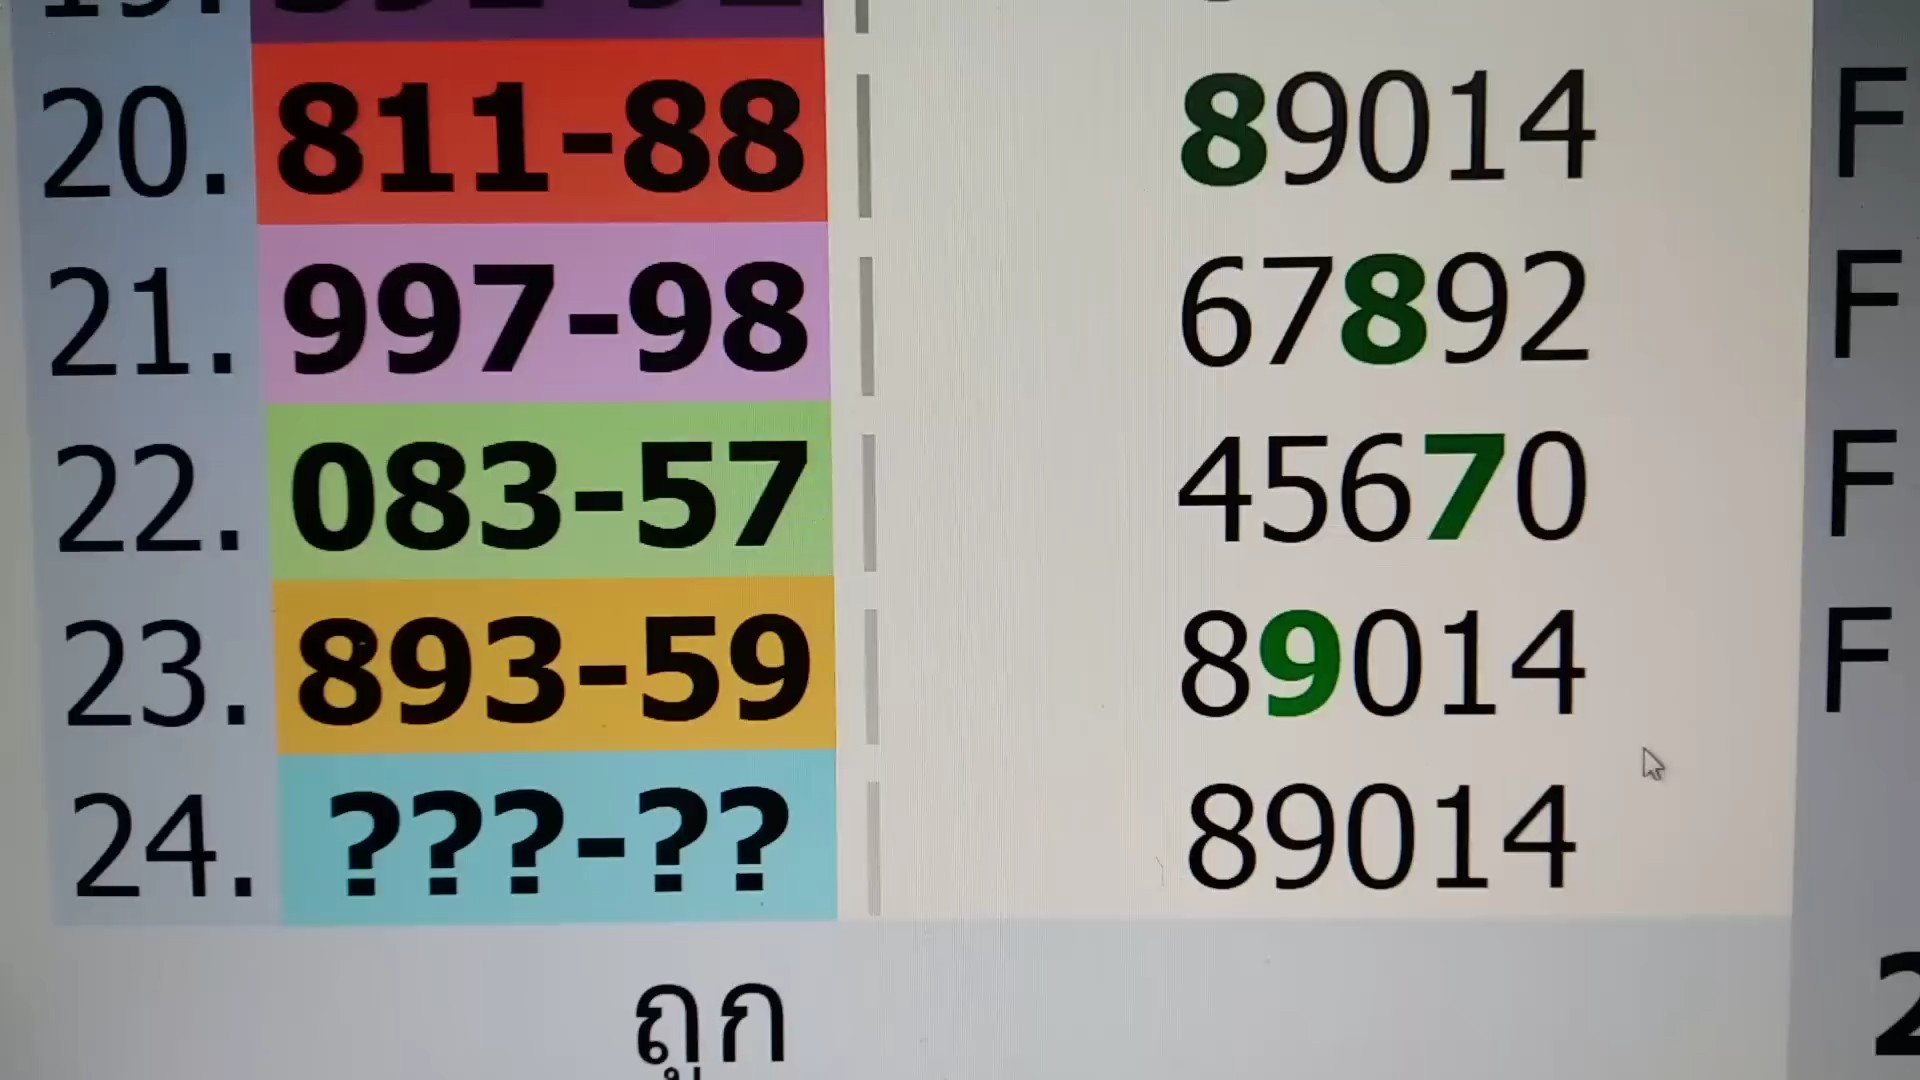 20. 811-88 89014 F
21. 997-98 67892 F
22. 083-57 45670 F
23. 893-59 89014 F
24. ???-?? 89014
ถูก 2